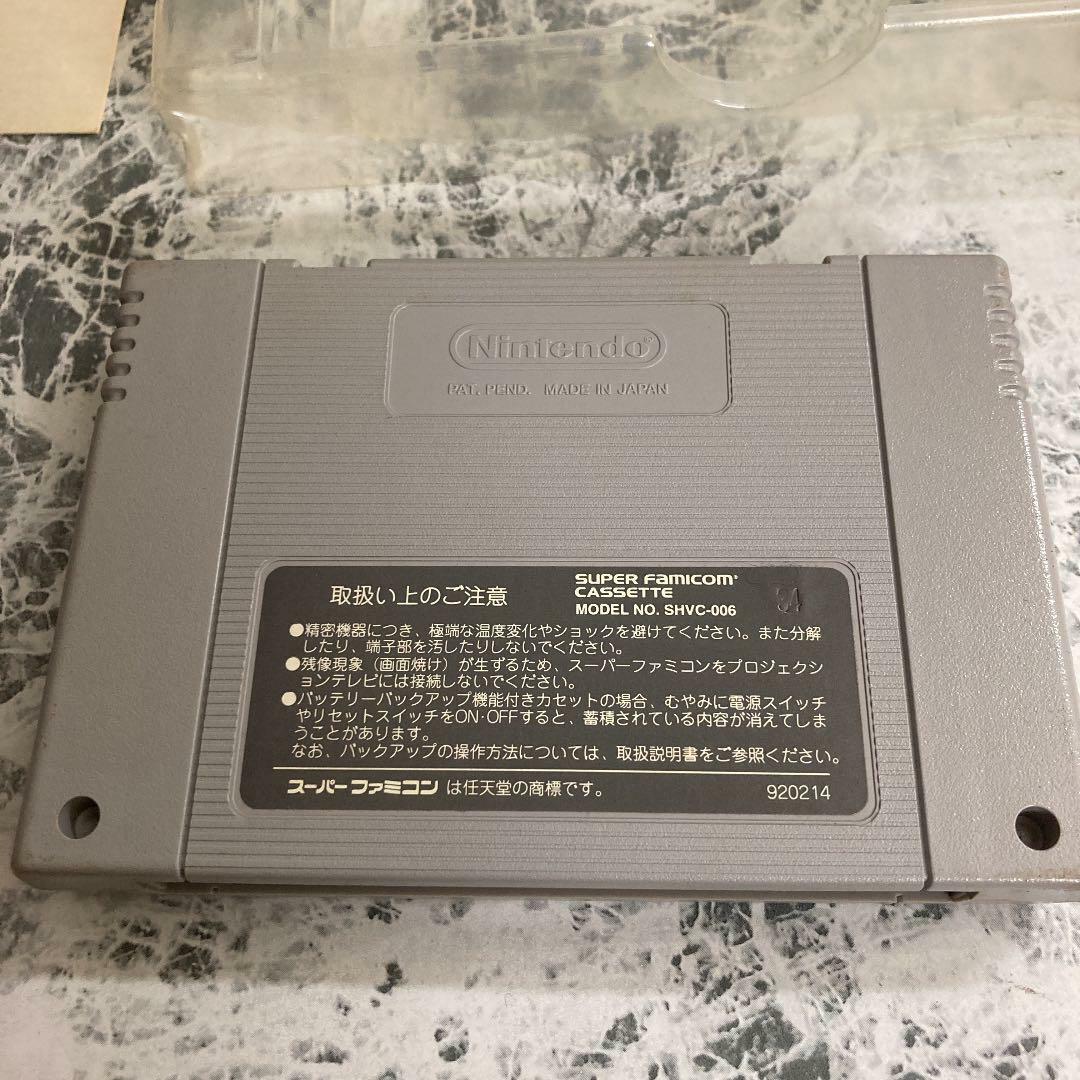 Nintendo®
PAT. PEND. MADE IN JAPAN
取扱い上のご注意
SUPER FAMICOM®
CASSETTE
MODEL NO. SHVC-006
●精密機器につき、極端な温度変化やショックを避けてください。また分解
したり、端子部を汚したりしないでください。
●残像現象（画面焼け）が生ずるため、スーパーファミコンをプロジェクシ
ョンテレビには接続しないでください。
●バッテリーバックアップ機能付きカセットの場合、むやみに電源スイッチ
やリセットスイッチをON・OFFすると、蓄積されている内容が消えてしま
うことがあります。
なお、バックアップの操作方法については、取扱説明書をご参照ください。
スーパーファミコン は任天堂の商標です。
920214